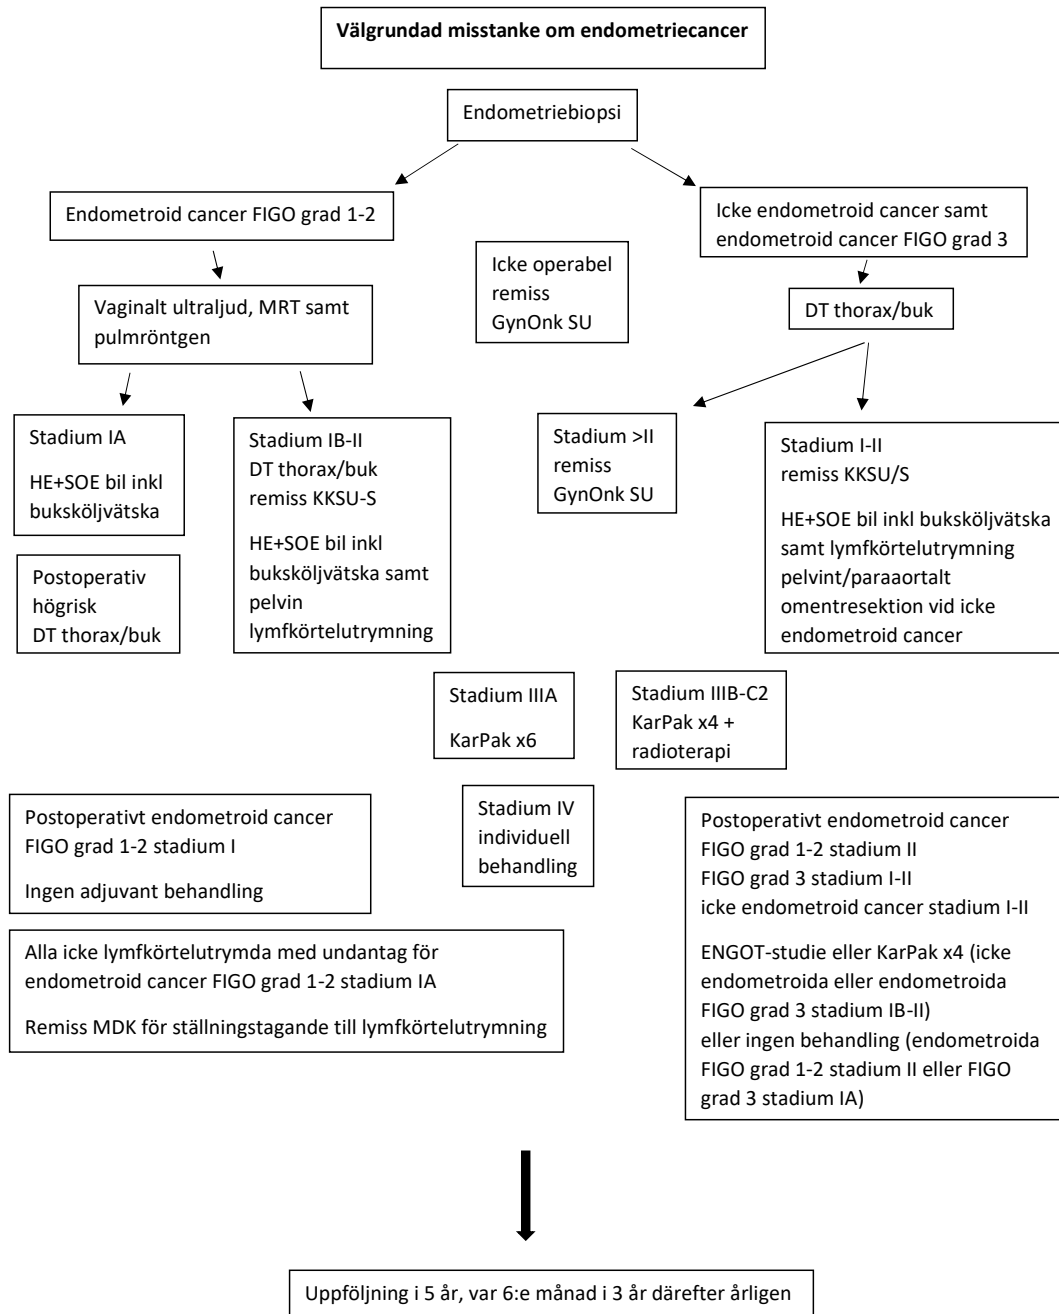 Välgrundad misstanke om endometriecancer
Endometriebiopsi
Endometroid cancer FIGO grad 1-2
Icke endometroid cancer samt
endometroid cancer FIGO grad 3
Icke operabel
remiss
GynOnk SU
Vaginalt ultraljud, MRT samt
pulmröntgen
DT thorax/buk
Stadium IA
HE+SOE bil inkl
buksköljvätska
Stadium IB-II
DT thorax/buk
remiss KKSU-S
HE+SOE bil inkl
buksköljvätska samt
pelvin
lymfkörtelutrymning
Stadium >II
remiss
GynOnk SU
Stadium I-II
remiss KKSU/S
HE+SOE bil inkl buksköljvätska
samt lymfkörtelutrymning
pelvint/paraaortalt
omentresektion vid icke
endometroid cancer
Postoperativ
högrisk
DT thorax/buk
Stadium IIIA
KarPak x6
Stadium IIIB-C2
KarPak x4 +
radioterapi
Postoperativt endometroid cancer
FIGO grad 1-2 stadium I
Ingen adjuvant behandling
Stadium IV
individuell
behandling
Postoperativt endometroid cancer
FIGO grad 1-2 stadium II
FIGO grad 3 stadium I-II
icke endometroid cancer stadium I-II
ENGOT-studie eller KarPak x4 (icke
endometroida eller endometroida
FIGO grad 3 stadium IB-II)
eller ingen behandling (endometroida
FIGO grad 1-2 stadium II eller FIGO
grad 3 stadium IA)
Alla icke lymfkörtelutrymda med undantag för
endometroid cancer FIGO grad 1-2 stadium IA
Remiss MDK för ställningstagande till lymfkörtelutrymning
Uppföljning i 5 år, var 6:e månad i 3 år därefter årligen